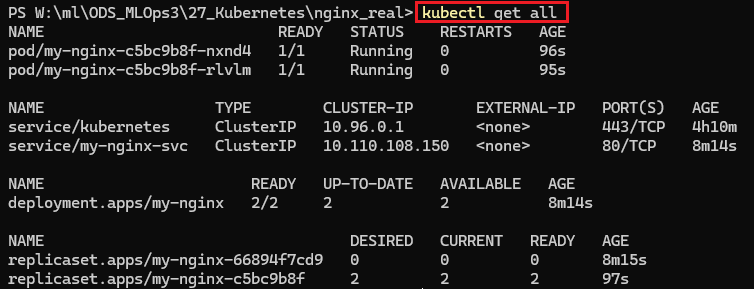 PS W:\ml\ODS_MLOps3\27_Kubernetes\nginx_real> kubectl get all
NAME READY STATUS RESTARTS AGE
pod/my-nginx-c5bc9b8f-nxnd4 1/1 Running 0 96s
pod/my-nginx-c5bc9b8f-rlvlm 1/1 Running 0 95s
NAME TYPE CLUSTER-IP EXTERNAL-IP PORT(S) AGE
service/kubernetes ClusterIP 10.96.0.1 <none> 443/TCP 4h10m
service/my-nginx-svc ClusterIP 10.110.108.150 <none> 80/TCP 8m14s
NAME READY UP-TO-DATE AVAILABLE AGE
deployment.apps/my-nginx 2/2 2 2 8m14s
NAME DESIRED CURRENT READY AGE
replicaset.apps/my-nginx-66894f7cd9 0 0 0 8m15s
replicaset.apps/my-nginx-c5bc9b8f 2 2 2 97s